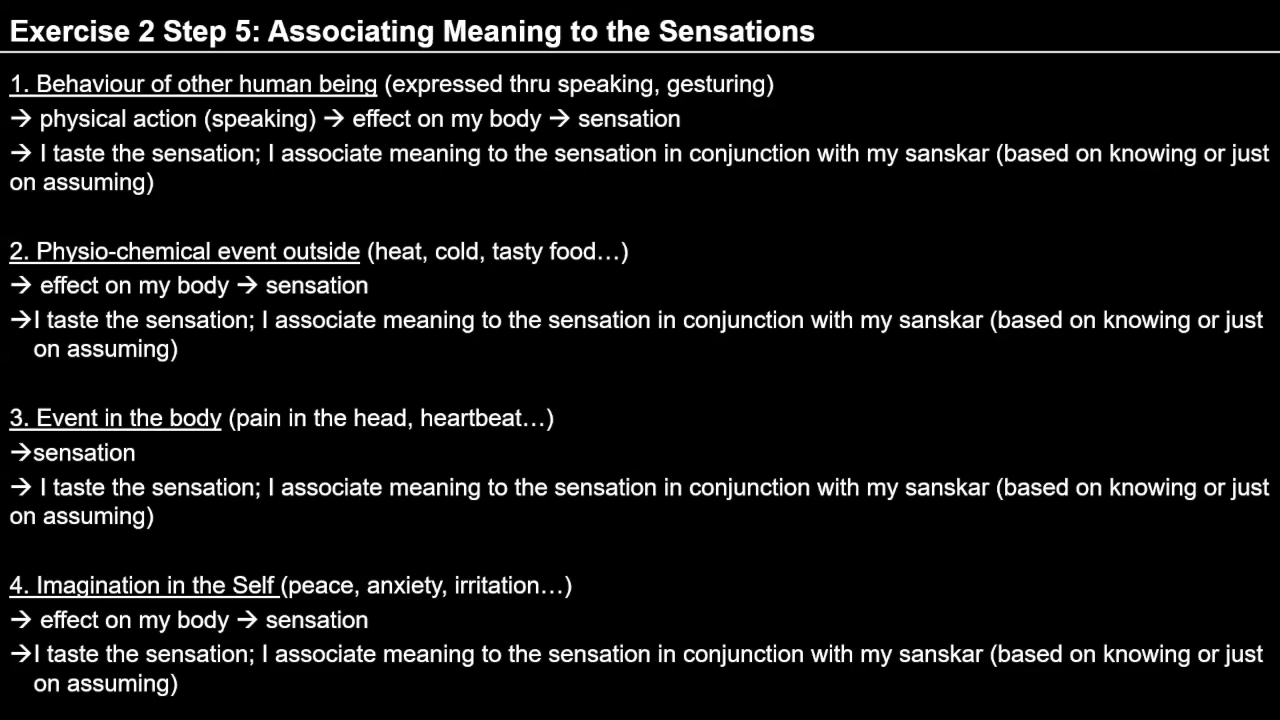 Exercise 2 Step 5: Associating Meaning to the Sensations
1. Behaviour of other human being (expressed thru speaking, gesturing)
→ physical action (speaking) → effect on my body → sensation
→ I taste the sensation; I associate meaning to the sensation in conjunction with my sanskar (based on knowing or just
on assuming)
2. Physio-chemical event outside (heat, cold, tasty food…)
→ effect on my body → sensation
→I taste the sensation; I associate meaning to the sensation in conjunction with my sanskar (based on knowing or just
on assuming)
3. Event in the body (pain in the head, heartbeat…)
→sensation
→ I taste the sensation; I associate meaning to the sensation in conjunction with my sanskar (based on knowing or just
on assuming)
4. Imagination in the Self (peace, anxiety, irritation…)
→ effect on my body → sensation
→I taste the sensation; I associate meaning to the sensation in conjunction with my sanskar (based on knowing or just
on assuming)